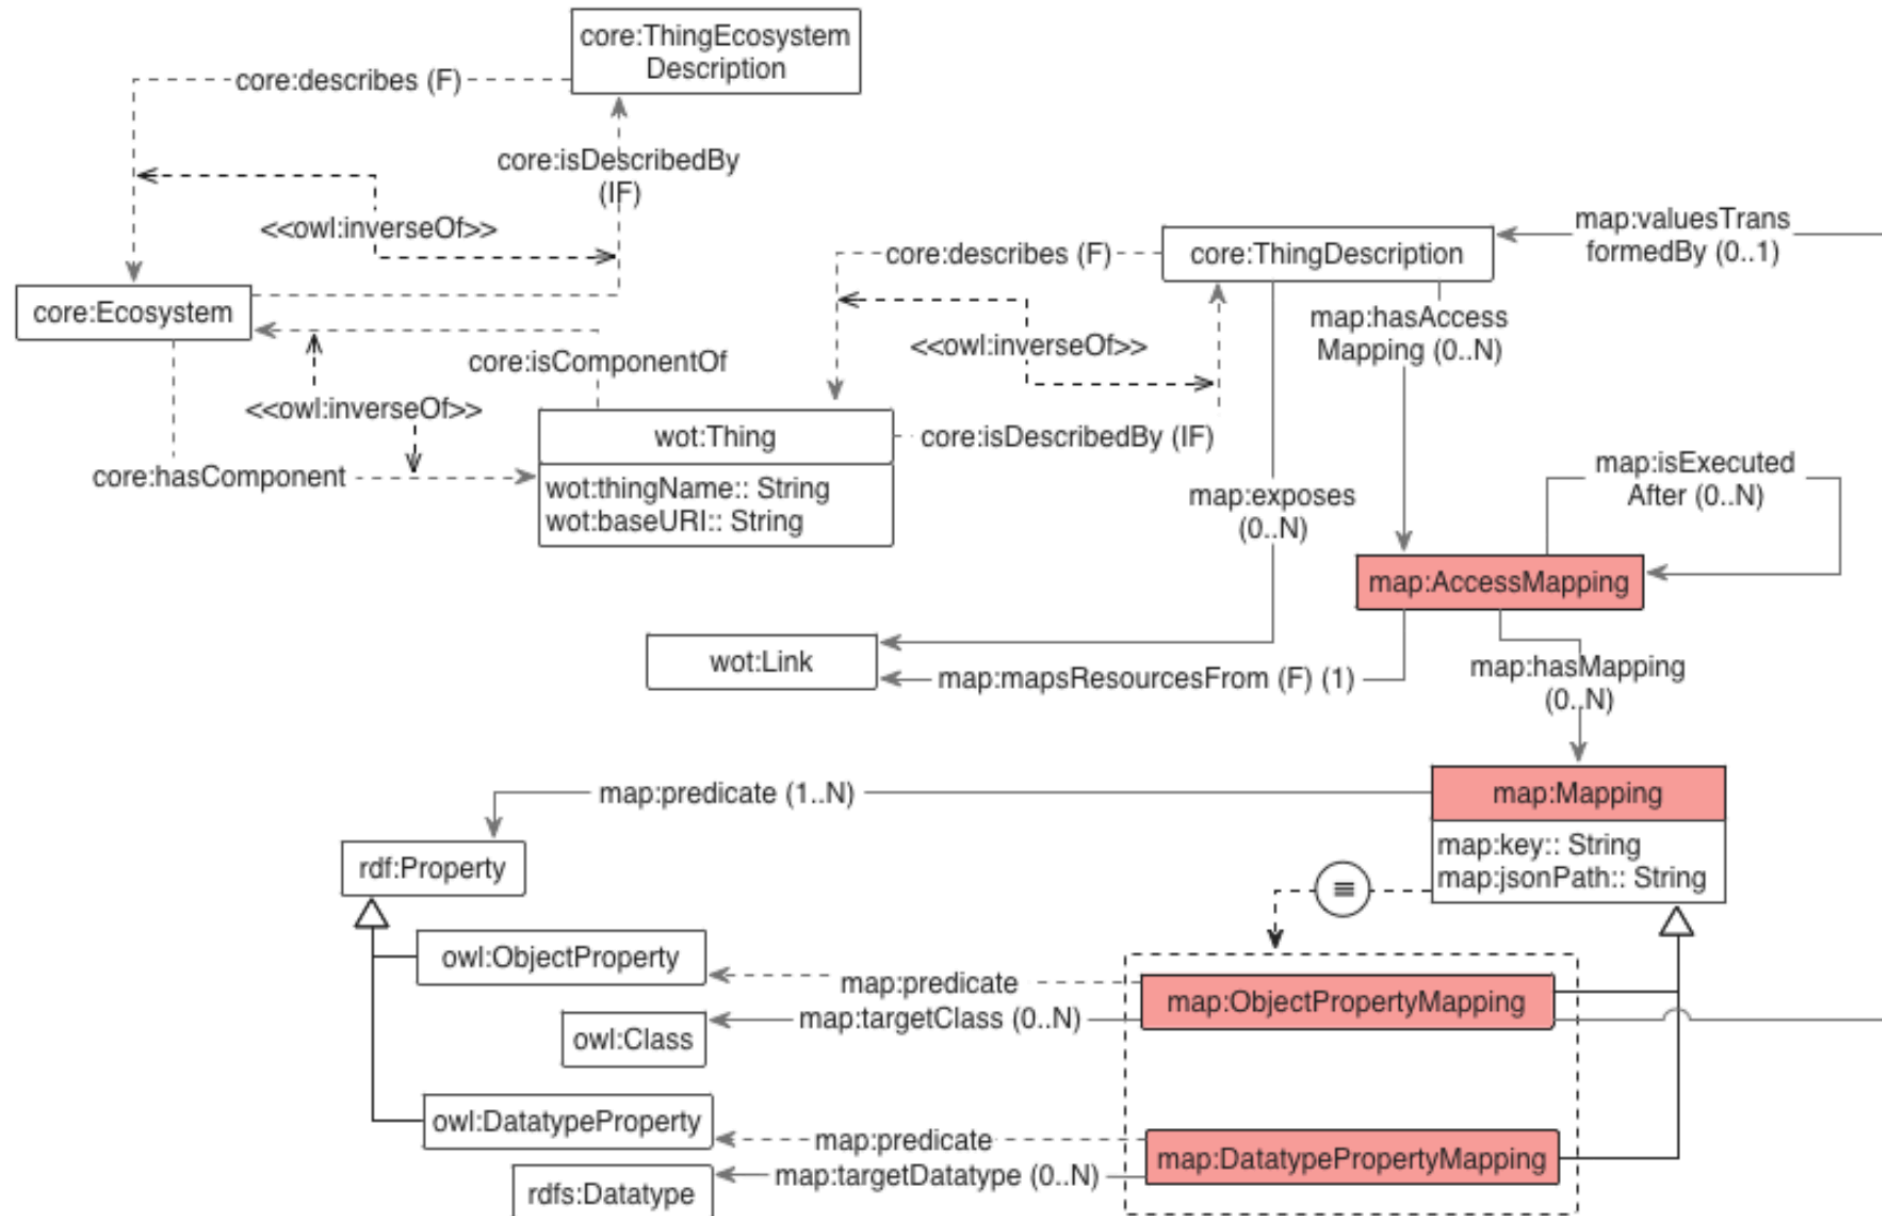 core:ThingEcosystem
Description
core:describes (F)
core:isDescribedBy
(IF)
<<owl:inverseOf>>
map:valuesTrans
formedBy (0..1)
core:describes (F)
core:ThingDescription
core:Ecosystem
map:hasAccess
Mapping (0..N)
<<owl:inverseOf>>
core:isComponentOf
<<owl:inverseOf>>
wot:Thing
core:isDescribedBy (IF)
core:hasComponent
wot:thingName:: String
wot:baseURI:: String
map:exposes
(0..N)
map:isExecuted
After (0..N)
map:AccessMapping
wot:Link
map:mapsResourcesFrom (F) (1)
map:hasMapping
(0..N)
map:predicate (1..N)
map:Mapping
map:key:: String
map:jsonPath:: String
rdf:Property
≡
owl:ObjectProperty
map:predicate
map:ObjectPropertyMapping
map:targetClass (0..N)
owl:Class
owl:DatatypeProperty
map:predicate
map:DatatypePropertyMapping
map:targetDatatype (0..N)
rdfs:Datatype